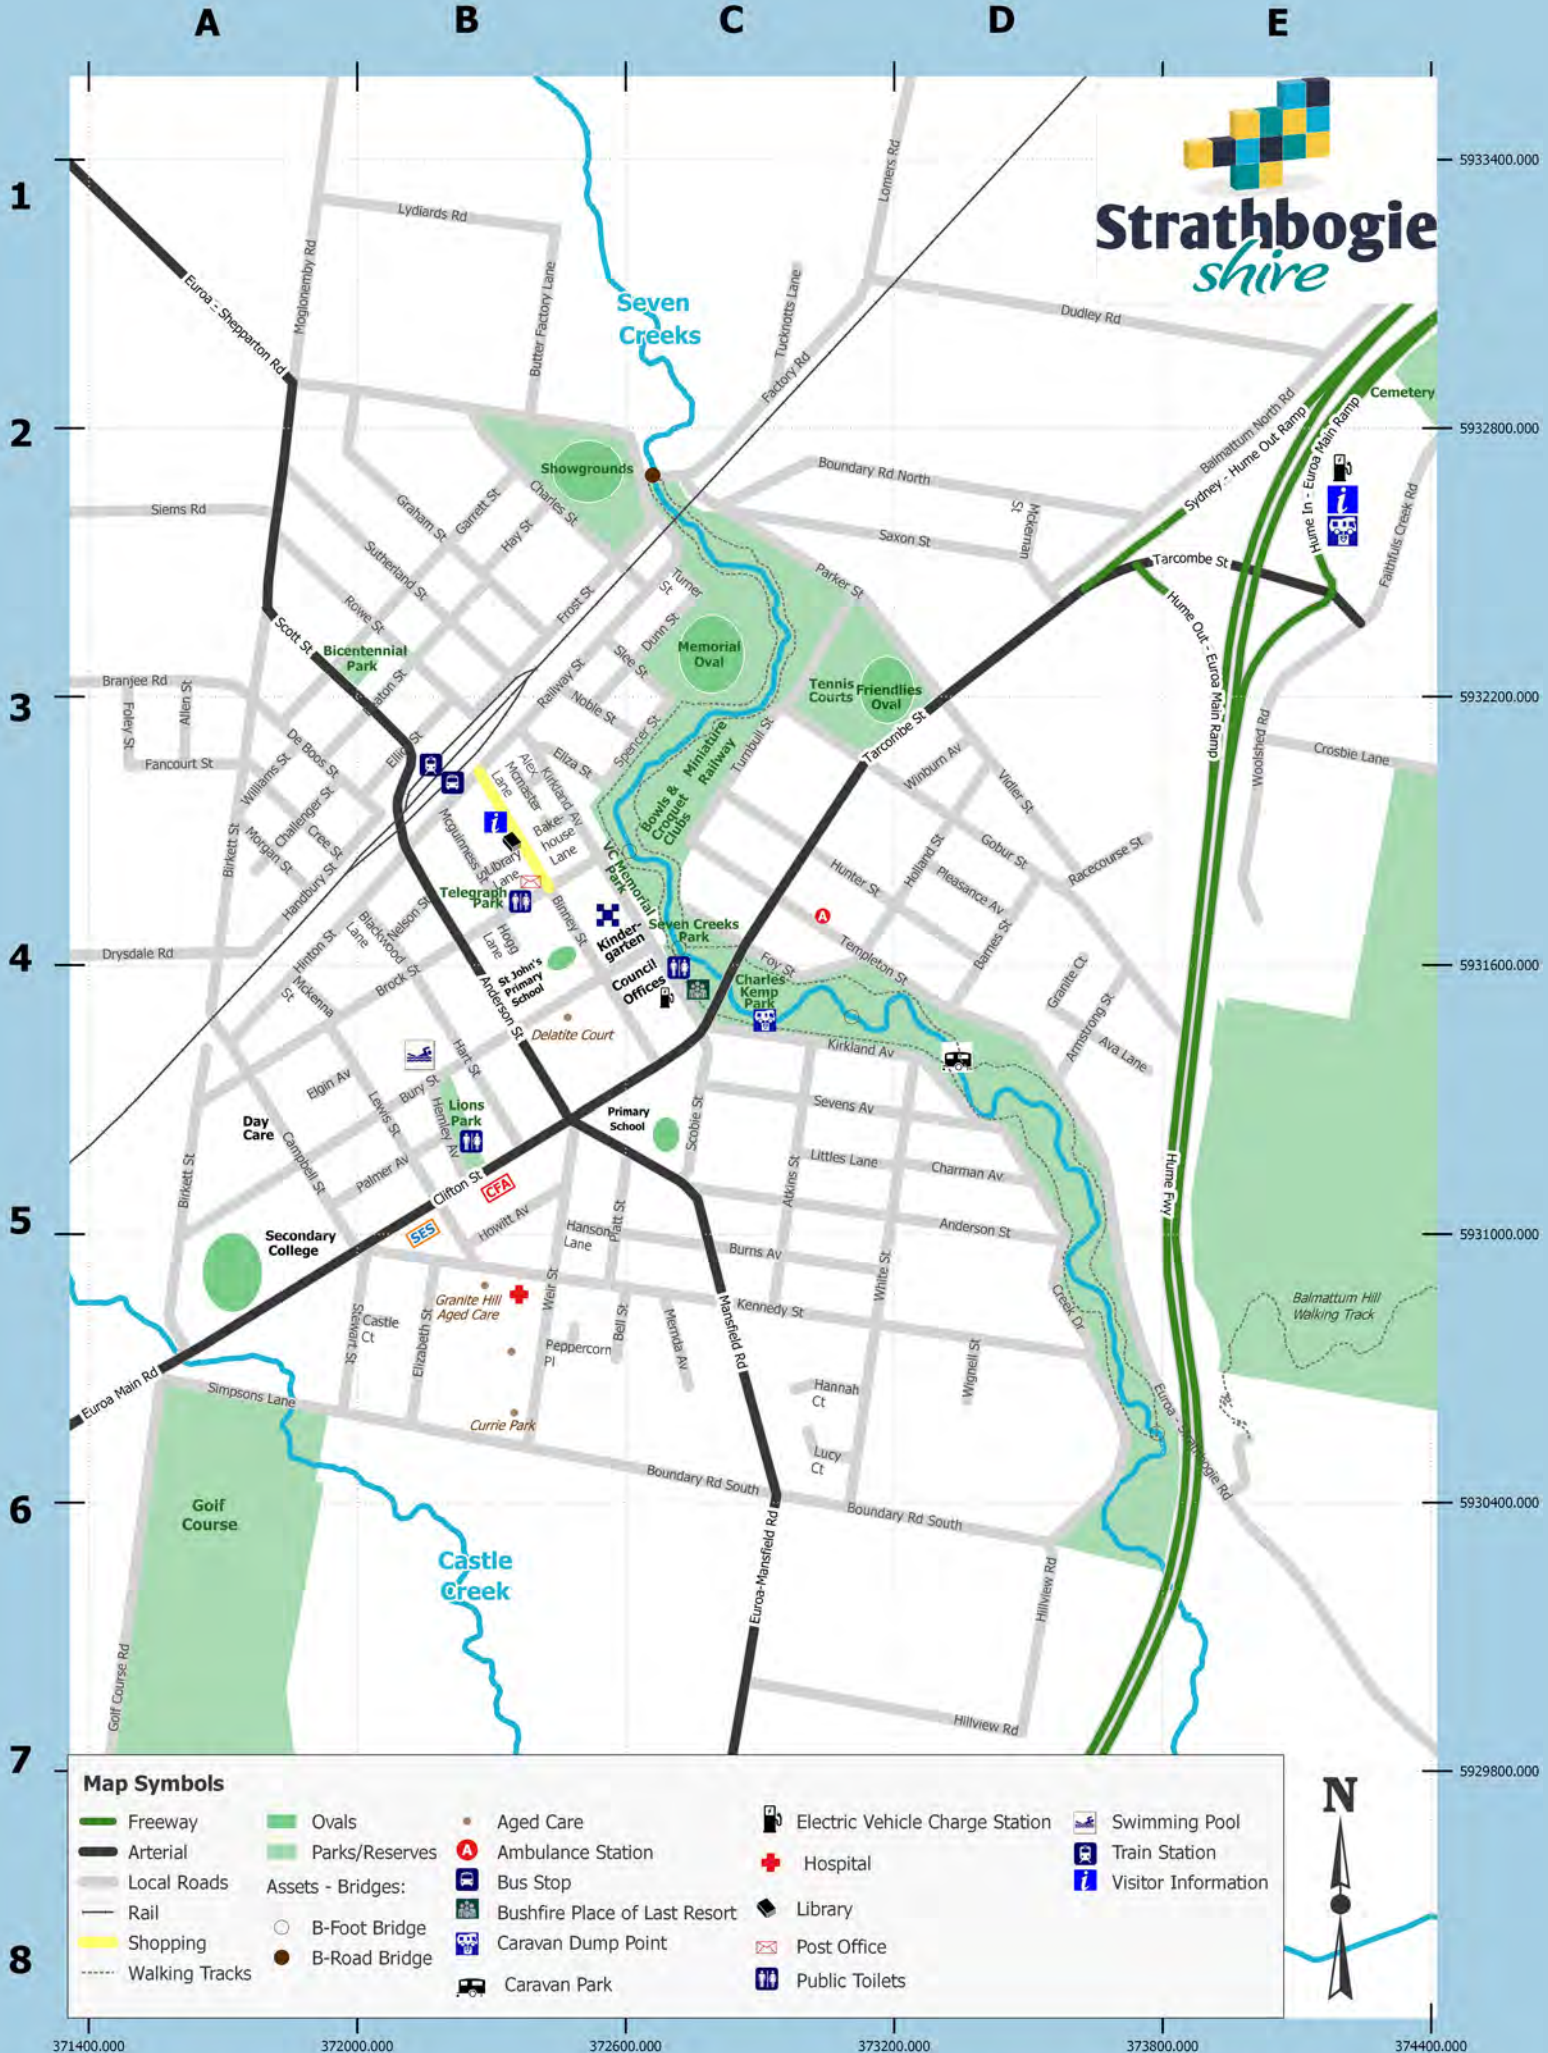 A B C D E
1
2
3
4
5
6
7
8
Strathbogie
shire
5933400.000
5932800.000
5932200.000
5931600.000
5931000.000
5930400.000
5929800.000
Lydiards Rd
Moglonemby Rd
Euroa - Shepparton Rd
Butter Factory Lane
Seven
Creeks
Lomers Rd
Tucknotts Lane
Factory Rd
Dudley Rd
Cemetery
Balmattum North Rd
Sydney - Hume Out Ramp
Hume In - Euroa Main Ramp
Faithfuls Creek Rd
Showgrounds
Boundary Rd North
Mckernan
St
Saxon St
Siems Rd
Graham St
Garrett St
Hay St
Charles St
Sutherland St
Rowe St
Frost St
Turner
St
Parker St
Tarcombe St
Hume Out - Euroa Main Ramp
Scott St
Bicentennial
Park
Dunn St
Slee St
Memorial
Oval
Tennis
Courts
Friendlies
Oval
Branjee Rd
Foley St
Allen St
Fancourt St
Railway St
Noble St
Spencer St
Miniature
Railway
Turnbull St
Tarcombe St
Winburn Av
Vidler St
Woolshed Rd
Crosbie Lane
De Boos St
Elliot St
Williams St
Challenger St
Cree St
Morgan St
Birkett St
Handbury St
Eliza St
Alex
Mcmaster
Lane
Kirkland Av
Bake-
house
Lane
Bowls &
Croquet
Clubs
Mcguinness
St
Library
Lane
VC Memorial
Park
Telegraph
Park
Binney St
Hunter St
Holland St
Gobur St
Pleasance Av
Racecourse St
Barnes St
Drysdale Rd
Hinton St
Blackwood
Lane
Nelson St
Brock St
Hogg
Lane
Kinder-
garten
Seven Creeks
Park
Templeton St
Foy St
Granite Ct
Armstrong St
Ava Lane
Mckenna
St
Anderson St
St John's
Primary
School
Council
Offices
Charles
Kemp
Park
Delatite Court
Kirkland Av
Elgin Av
Bury St
Hart St
Lewis St
Hemley Av
Lions
Park
Primary
School
Scobie St
Sevens Av
Day
Care
Campbell St
Palmer Av
Clifton St
CFA
SES
Howitt Av
Littles Lane
Charman Av
Atkins St
Hume Fwy
Birkett St
Secondary
College
Hanson
Lane
Platt St
Burns Av
Anderson St
White St
Granite Hill
Aged Care
Weir St
Kennedy St
Creek Dr
Balmattum Hill
Walking Track
Castle
Ct
Stewart St
Elizabeth St
Peppercorn
Pl
Bell St
Mernda Av
Mansfield Rd
Wignell St
Euroa Main Rd
Simpsons Lane
Hannah
Ct
Currie Park
Lucy
Ct
Euroa - Strathbogie Rd
Boundary Rd South
Boundary Rd South
Golf
Course
Castle
Creek
Euroa-Mansfield Rd
Hillview Rd
Golf Course Rd
Hillview Rd
Map Symbols
Freeway
Arterial
Local Roads
Rail
Shopping
Walking Tracks
Ovals
Parks/Reserves
Assets - Bridges:
B-Foot Bridge
B-Road Bridge
Aged Care
A Ambulance Station
Bus Stop
Bushfire Place of Last Resort
Caravan Dump Point
Caravan Park
Electric Vehicle Charge Station
Hospital
Library
Post Office
Public Toilets
Swimming Pool
Train Station
i Visitor Information
N
371400.000 372000.000 372600.000 373200.000 373800.000 374400.000